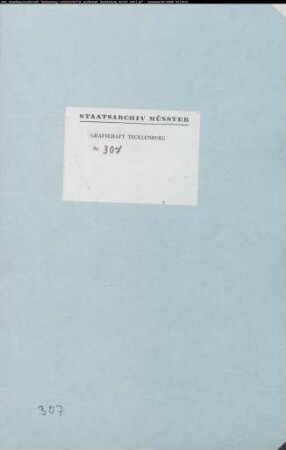 STAATSARCHIV MÜNSTER
GRAFSCHAFT TECKLENBURG
Nr. 307
307